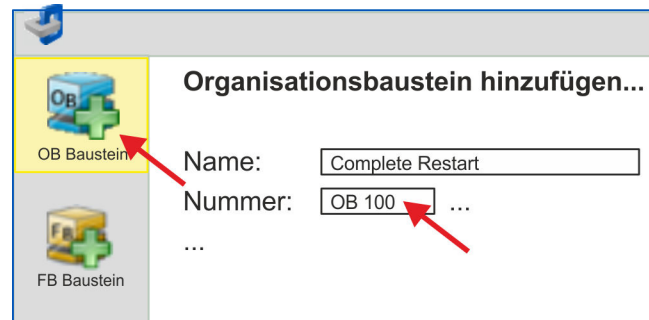 Organisationsbaustein hinzufügen...
OB
OB Baustein
Name: Complete Restart
Nummer: OB 100 ...
...
FB
FB Baustein